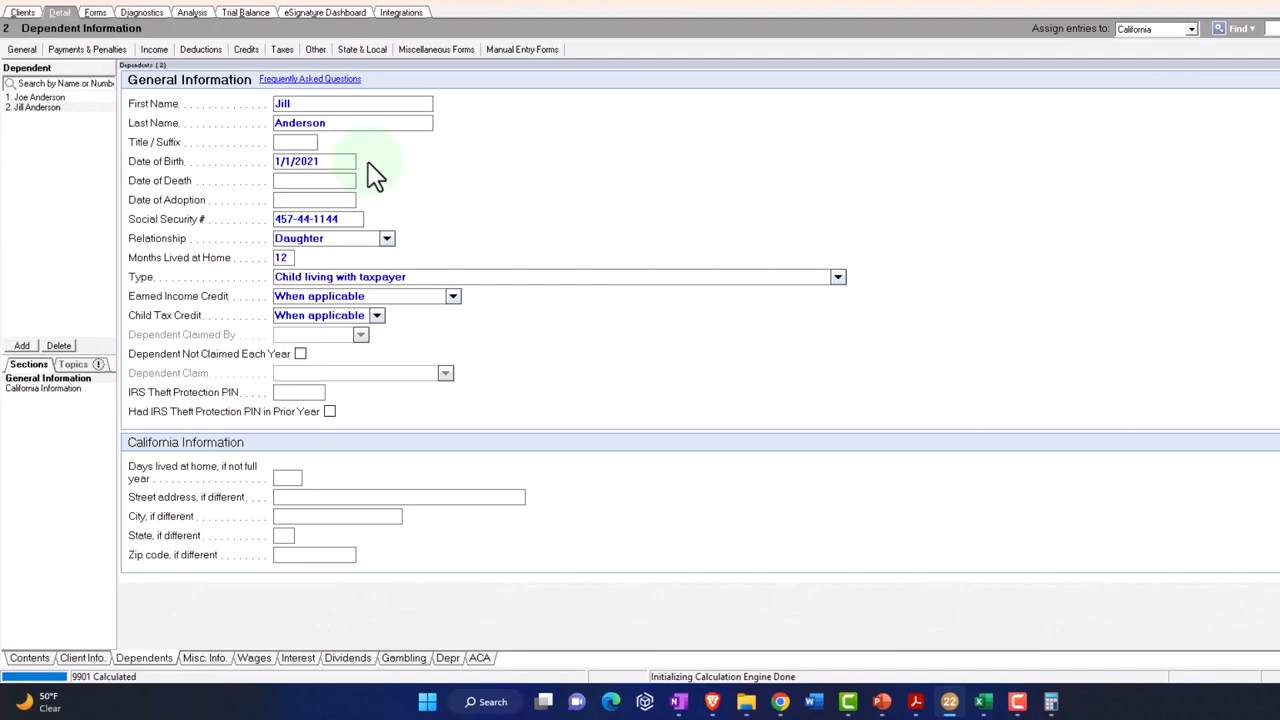 Clients Detail Forms Diagnostics Analysis Trial Balance eSignature Dashboard Integrations
2 Dependent Information Assign entries to: California Find
General Payments & Penalties Income Deductions Credits Taxes Other State & Local Miscellaneous Forms Manual Entry Forms
Dependent
Search by Name or Numbe
1. Joe Anderson
2. Jill Anderson
Add Delete
Sections Topics
General Information
California Information
Dependents (2)
General Information Frequently Asked Questions
First Name Jill
Last Name Anderson
Title / Suffix
Date of Birth 1/1/2021
Date of Death
Date of Adoption
Social Security # 457-44-1144
Relationship Daughter
Months Lived at Home 12
Type Child living with taxpayer
Earned Income Credit When applicable
Child Tax Credit When applicable
Dependent Claimed By
Dependent Not Claimed Each Year
Dependent Claim
IRS Theft Protection PIN
Had IRS Theft Protection PIN in Prior Year
California Information
Days lived at home, if not full
year
Street address, if different
City, if different
State, if different
Zip code, if different
Contents Client Info. Dependents Misc. Info. Wages Interest Dividends Gambling Depr ACA
9901 Calculated Initializing Calculation Engine Done
50°F
Clear
Search
22